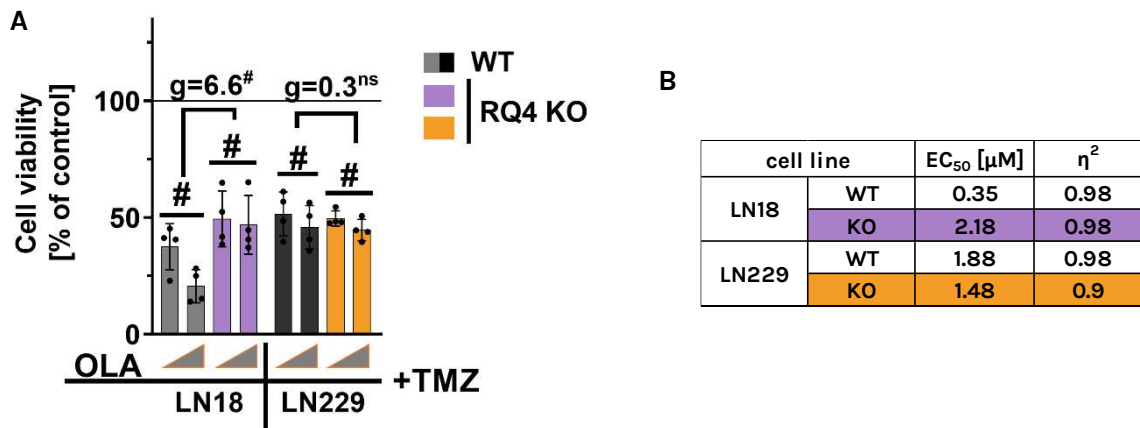 A
Cell viability
[% of control]
100
50
0
g=6.6#
g=0.3ns
#
#
#
#
WT
RQ4 KO
OLA
+TMZ
LN18
LN229
B
cell line EC50 [µM] η2
LN18 WT 0.35 0.98
KO 2.18 0.98
LN229 WT 1.88 0.98
KO 1.48 0.9